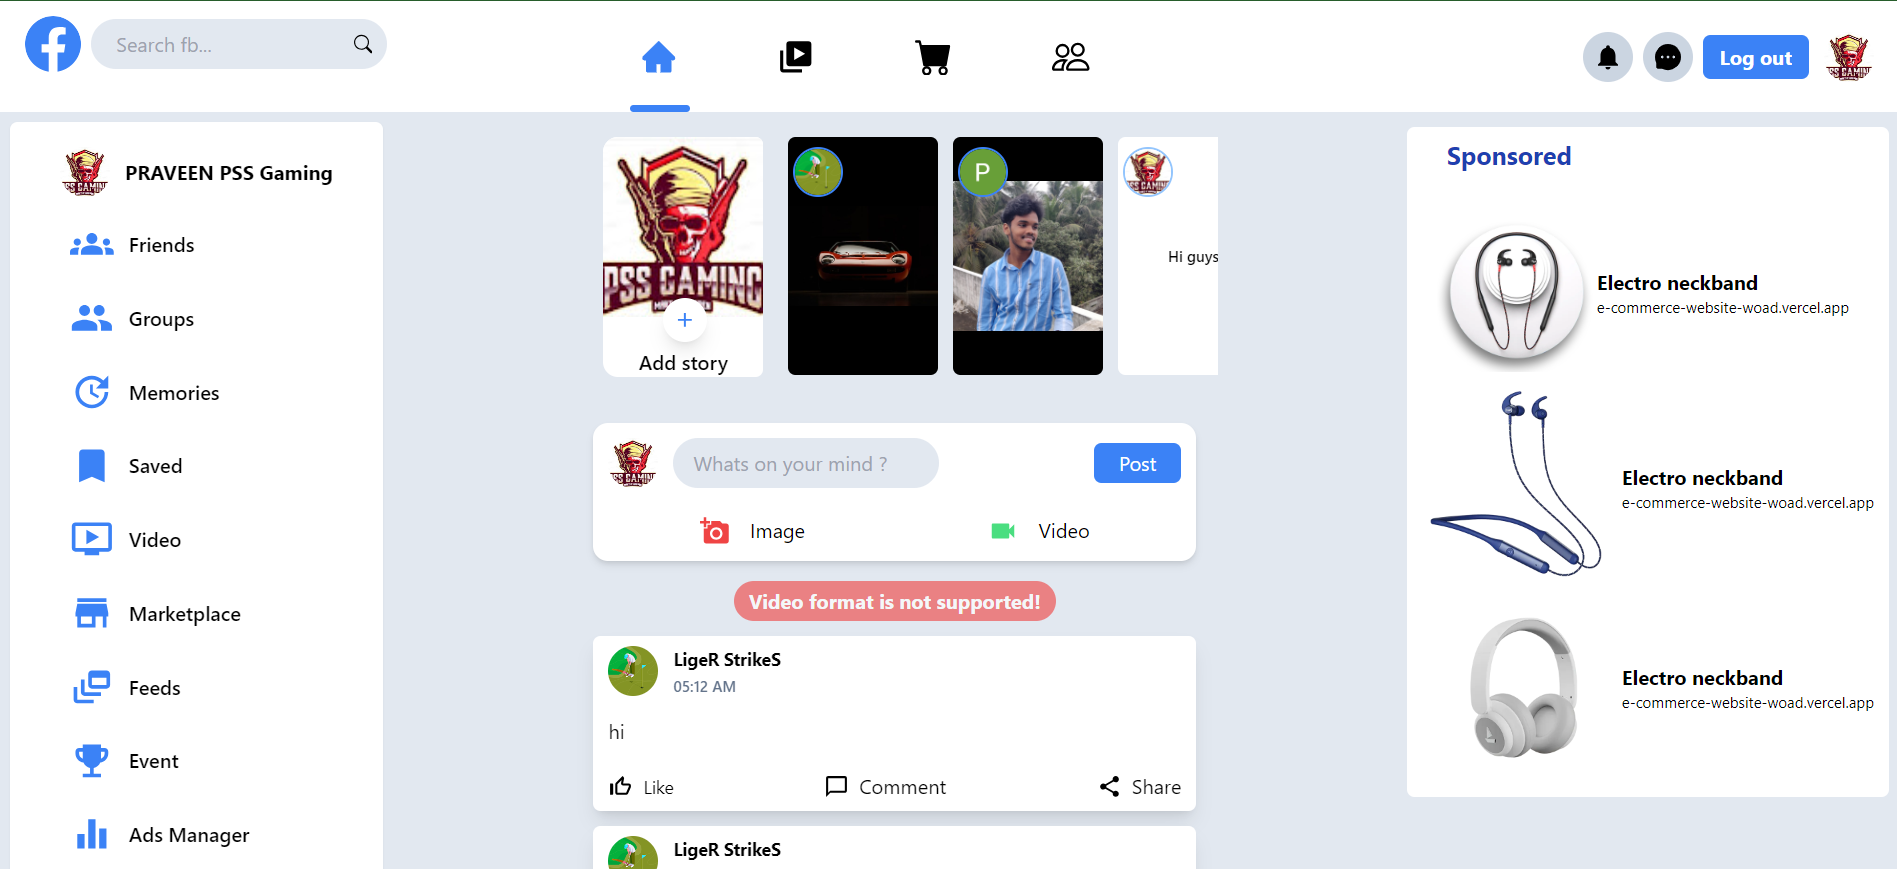 Search fb...
Log out
PRAVEEN PSS Gaming
Friends
Groups
Memories
Saved
Video
Marketplace
Feeds
Event
Ads Manager
PSS GAMING
Add story
P
Hi guys
Whats on your mind ?
Post
Image
Video
Video format is not supported!
LigeR StrikeS
05:12 AM
hi
Like
Comment
Share
LigeR StrikeS
Sponsored
Electro neckband
e-commerce-website-woad.vercel.app
Electro neckband
e-commerce-website-woad.vercel.app
Electro neckband
e-commerce-website-woad.vercel.app